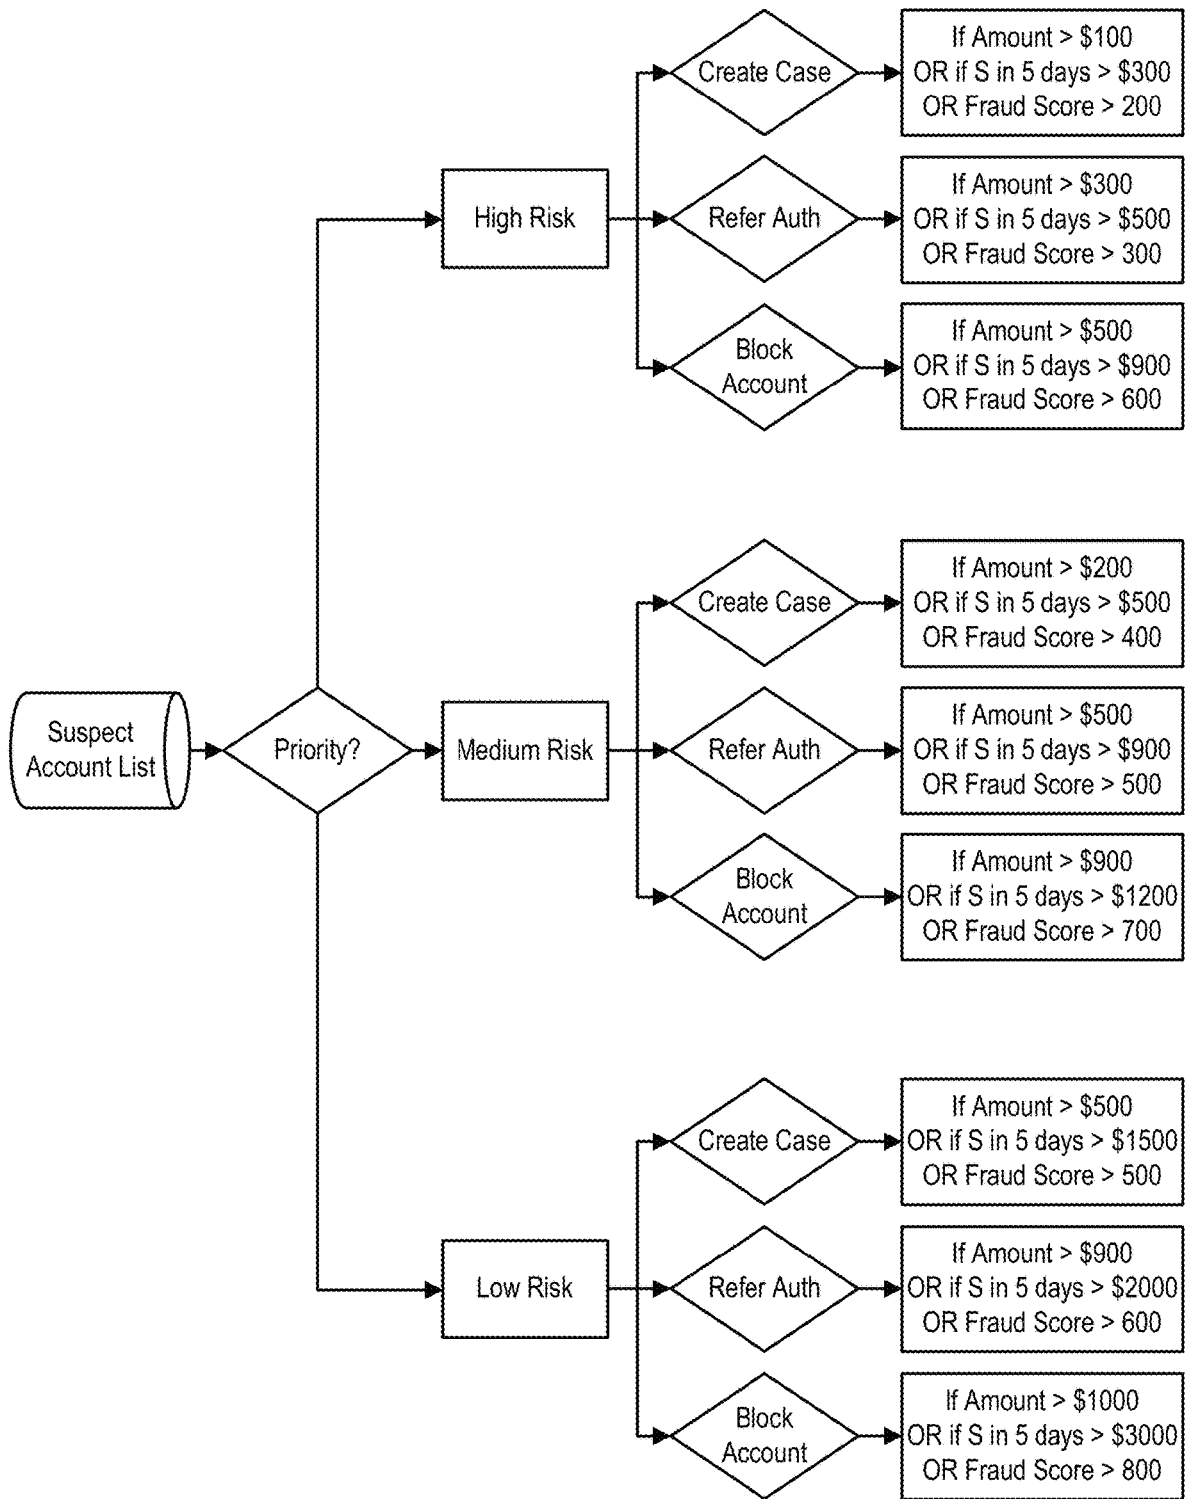 Create Case
If Amount > $100
OR if S in 5 days > $300
OR Fraud Score > 200
High Risk
Refer Auth
If Amount > $300
OR if S in 5 days > $500
OR Fraud Score > 300
Block
Account
If Amount > $500
OR if S in 5 days > $900
OR Fraud Score > 600
Create Case
If Amount > $200
OR if S in 5 days > $500
OR Fraud Score > 400
Suspect
Account List
Priority?
Medium Risk
Refer Auth
If Amount > $500
OR if S in 5 days > $900
OR Fraud Score > 500
Block
Account
If Amount > $900
OR if S in 5 days > $1200
OR Fraud Score > 700
Create Case
If Amount > $500
OR if S in 5 days > $1500
OR Fraud Score > 500
Low Risk
Refer Auth
If Amount > $900
OR if S in 5 days > $2000
OR Fraud Score > 600
Block
Account
If Amount > $1000
OR if S in 5 days > $3000
OR Fraud Score > 800